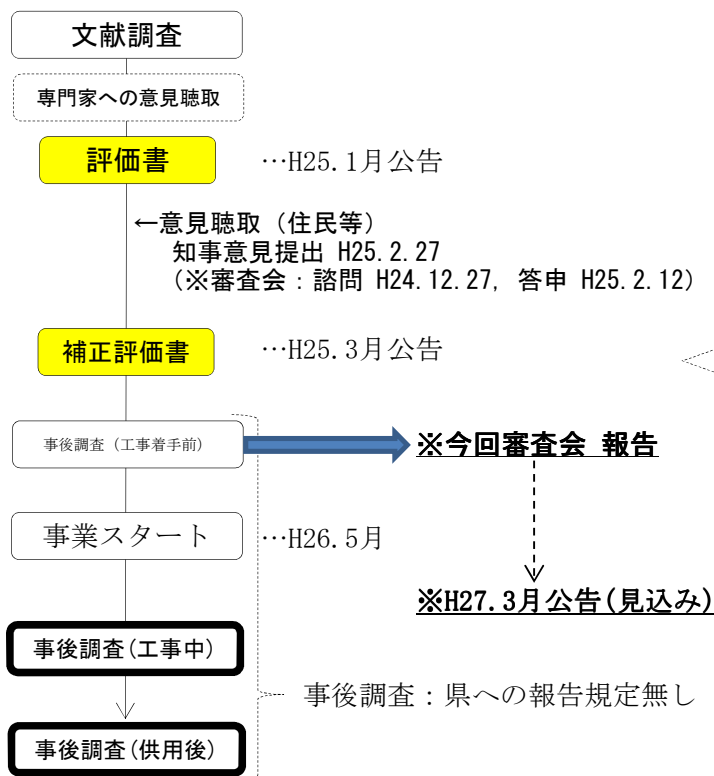 文献調査
専門家への意見聴取
評価書 …H25.1月公告
←意見聴取（住民等）
知事意見提出 H25.2.27
（※審査会：諮問 H24.12.27, 答申 H25.2.12）
補正評価書 …H25.3月公告
事後調査（工事着手前） ※今回審査会 報告
事業スタート …H26.5月
※H27.3月公告(見込み)
事後調査(工事中)
事後調査：県への報告規定無し
事後調査(供用後)